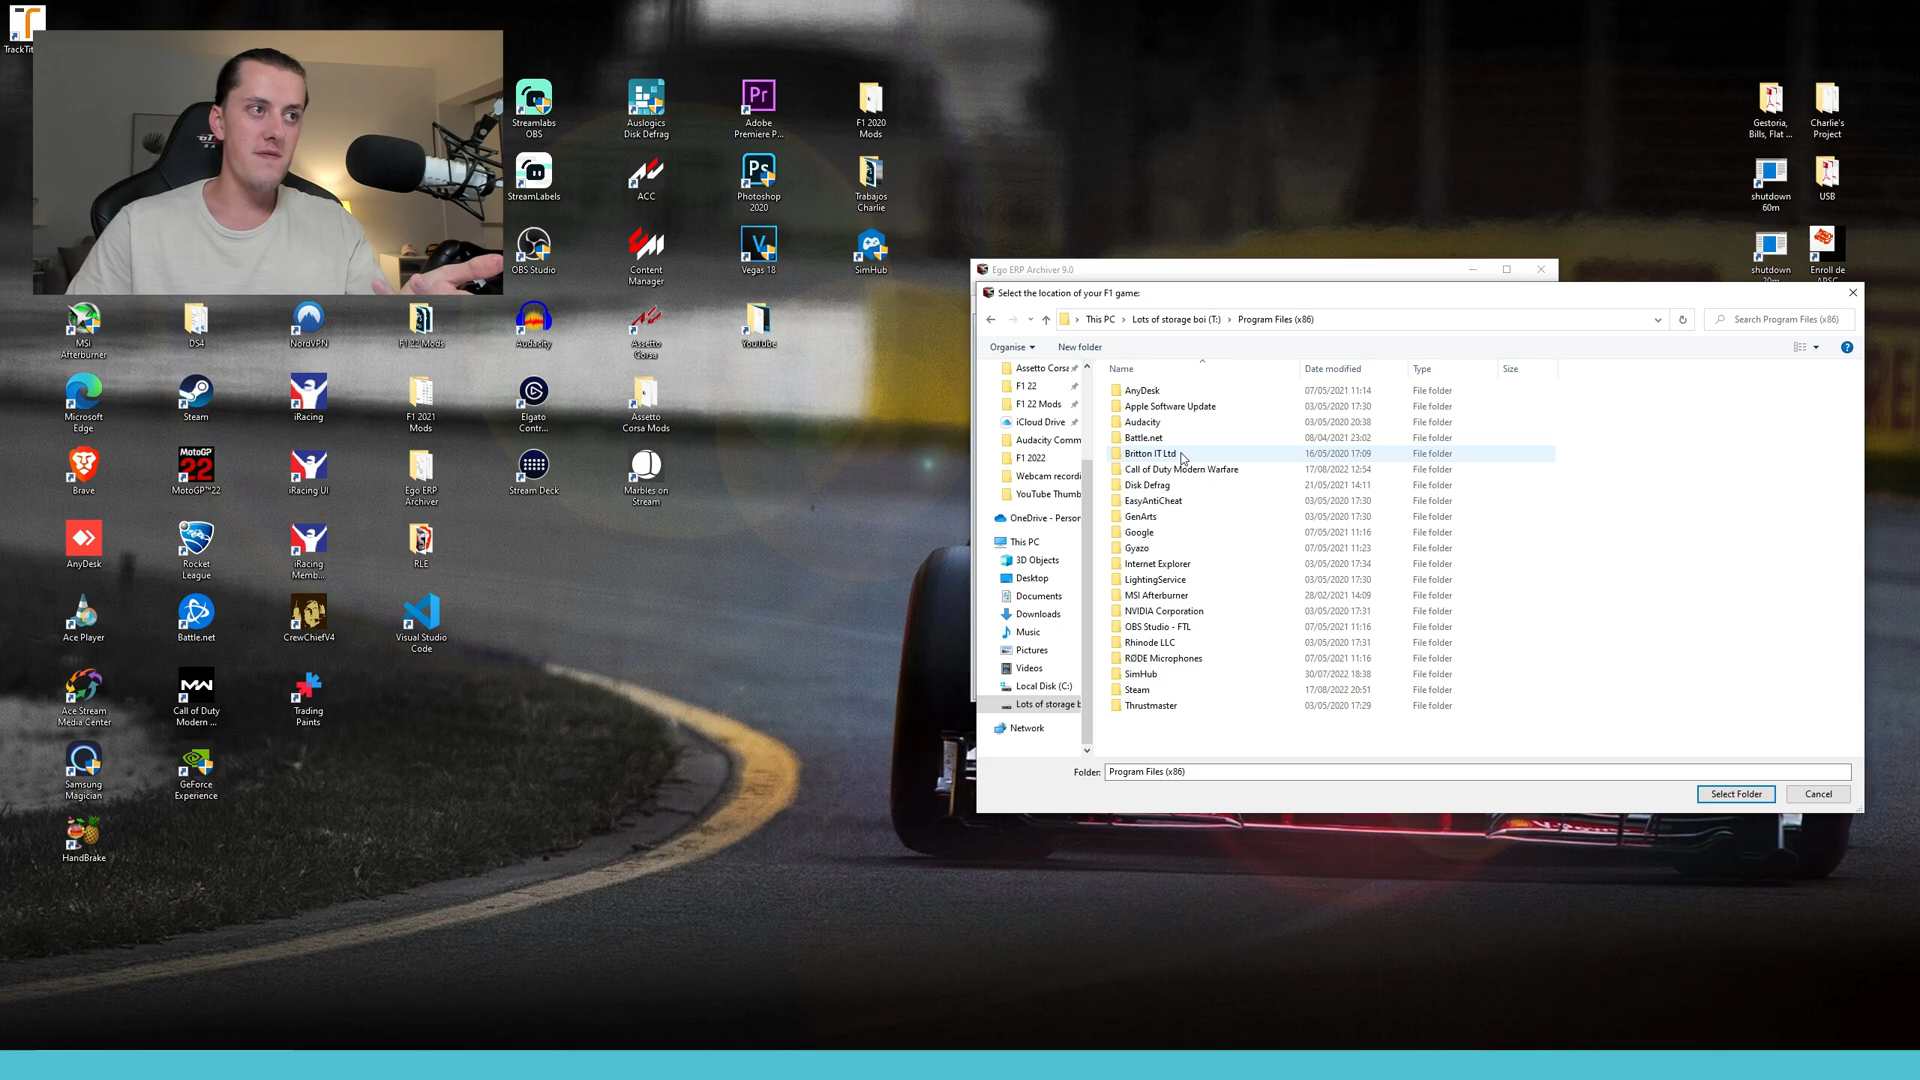 TrackTit
Streamlabs
OBS
Auslogics
Disk Defrag
Pr
Adobe
Premiere P...
F1 2020
Mods
Gestoria,
Bills, Flat ...
Charlie's
Project
StreamLabels
ACC
Ps
Photoshop
2020
Trabajos
Charlie
shutdown
60m
USB
OBS Studio
Content
Manager
V
Vegas 18
SimHub
shutdown
Enroll de
MSI
Afterburner
DS4
NordVPN
F1 22 Mods
Audacity
Assetto
Corsa
YouTube
Microsoft
Edge
Steam
iRacing
F1 2021
Mods
Elgato
Contr...
Assetto
Corsa Mods
Brave
MotoGP
22
MotoGP™22
iRacing UI
Ego ERP
Archiver
Stream Deck
Marbles on
Stream
AnyDesk
Rocket
League
iRacing
Memb...
RLE
Ace Player
Battle.net
CrewChiefV4
Visual Studio
Code
Ace Stream
Media Center
Call of Duty
Modern ...
Trading
Paints
Samsung
Magician
GeForce
Experience
HandBrake
Ego ERP Archiver 9.0
Select the location of your F1 game:
This PC > Lots of storage boi (T:) > Program Files (x86)
Search Program Files (x86)
Organise
New folder
Name Date modified Type Size
Assetto Corsa
F1 22
F1 22 Mods
iCloud Drive
Audacity Comm
F1 2022
Webcam recordi
YouTube Thumb
OneDrive - Person
This PC
3D Objects
Desktop
Documents
Downloads
Music
Pictures
Videos
Local Disk (C:)
Lots of storage b
Network
AnyDesk 07/05/2021 11:14 File folder
Apple Software Update 03/05/2020 17:30 File folder
Audacity 03/05/2020 20:38 File folder
Battle.net 08/04/2021 23:02 File folder
Britton IT Ltd 16/05/2020 17:09 File folder
Call of Duty Modern Warfare 17/08/2022 12:54 File folder
Disk Defrag 21/05/2021 14:11 File folder
EasyAntiCheat 03/05/2020 17:30 File folder
GenArts 03/05/2020 17:30 File folder
Google 07/05/2021 11:16 File folder
Gyazo 07/05/2021 11:23 File folder
Internet Explorer 03/05/2020 17:34 File folder
LightingService 03/05/2020 17:30 File folder
MSI Afterburner 28/02/2021 14:09 File folder
NVIDIA Corporation 03/05/2020 17:31 File folder
OBS Studio - FTL 07/05/2021 11:16 File folder
Rhinode LLC 03/05/2020 17:31 File folder
RØDE Microphones 07/05/2021 11:16 File folder
SimHub 30/07/2022 18:38 File folder
Steam 17/08/2022 20:51 File folder
Thrustmaster 03/05/2020 17:29 File folder
Folder: Program Files (x86)
Select Folder
Cancel